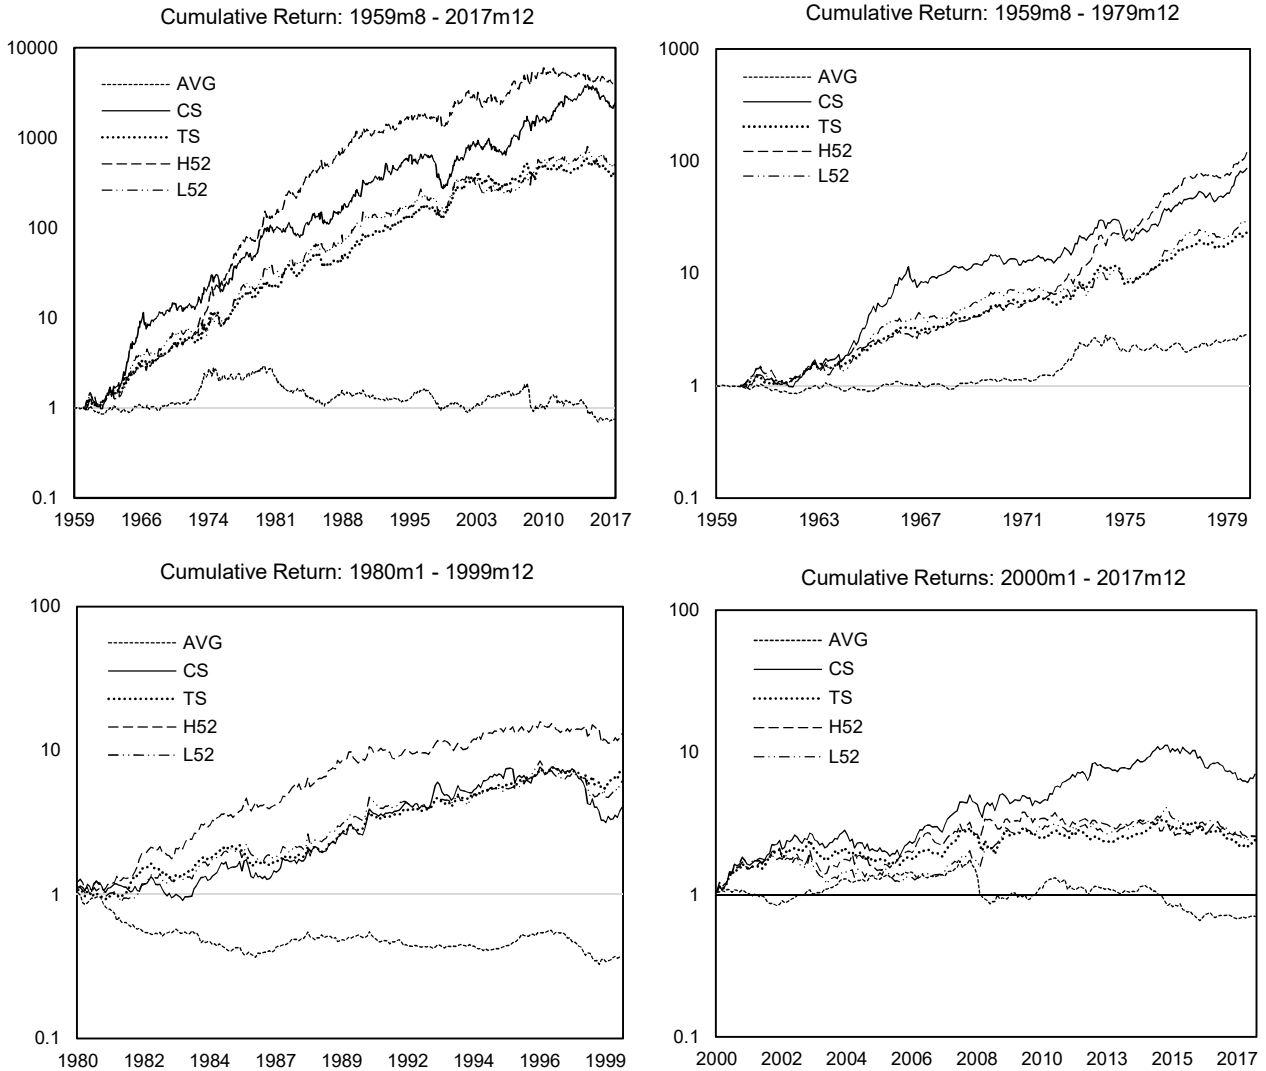 Cumulative Return: 1959m8 - 2017m12
10000
1000
100
10
1
0.1
AVG
CS
TS
H52
L52
1959 1966 1974 1981 1988 1995 2003 2010 2017
Cumulative Return: 1959m8 - 1979m12
1000
100
10
1
0.1
AVG
CS
TS
H52
L52
1959 1963 1967 1971 1975 1979
Cumulative Return: 1980m1 - 1999m12
100
10
1
0.1
AVG
CS
TS
H52
L52
1980 1982 1984 1987 1989 1992 1994 1996 1999
Cumulative Returns: 2000m1 - 2017m12
100
10
1
0.1
AVG
CS
TS
H52
L52
2000 2002 2004 2006 2008 2010 2013 2015 2017